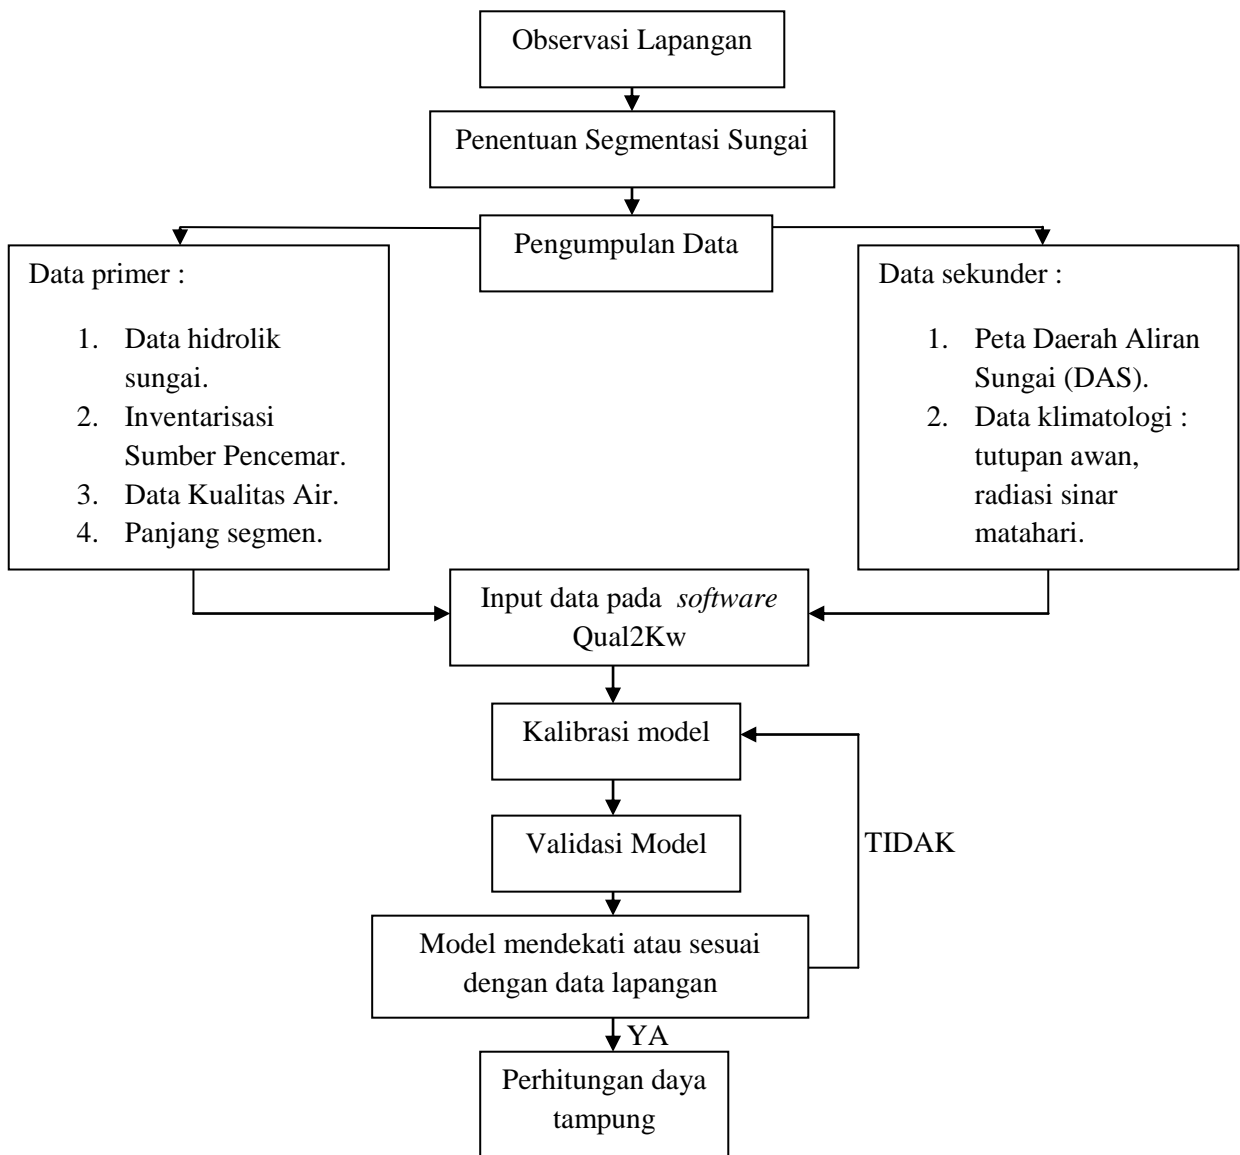 Observasi Lapangan
Penentuan Segmentasi Sungai
Pengumpulan Data
Data primer :
1. Data hidrolik
sungai.
2. Inventarisasi
Sumber Pencemar.
3. Data Kualitas Air.
4. Panjang segmen.
Data sekunder :
1. Peta Daerah Aliran
Sungai (DAS).
2. Data klimatologi :
tutupan awan,
radiasi sinar
matahari.
Input data pada software
Qual2Kw
Kalibrasi model
Validasi Model
TIDAK
Model mendekati atau sesuai
dengan data lapangan
YA
Perhitungan daya
tampung